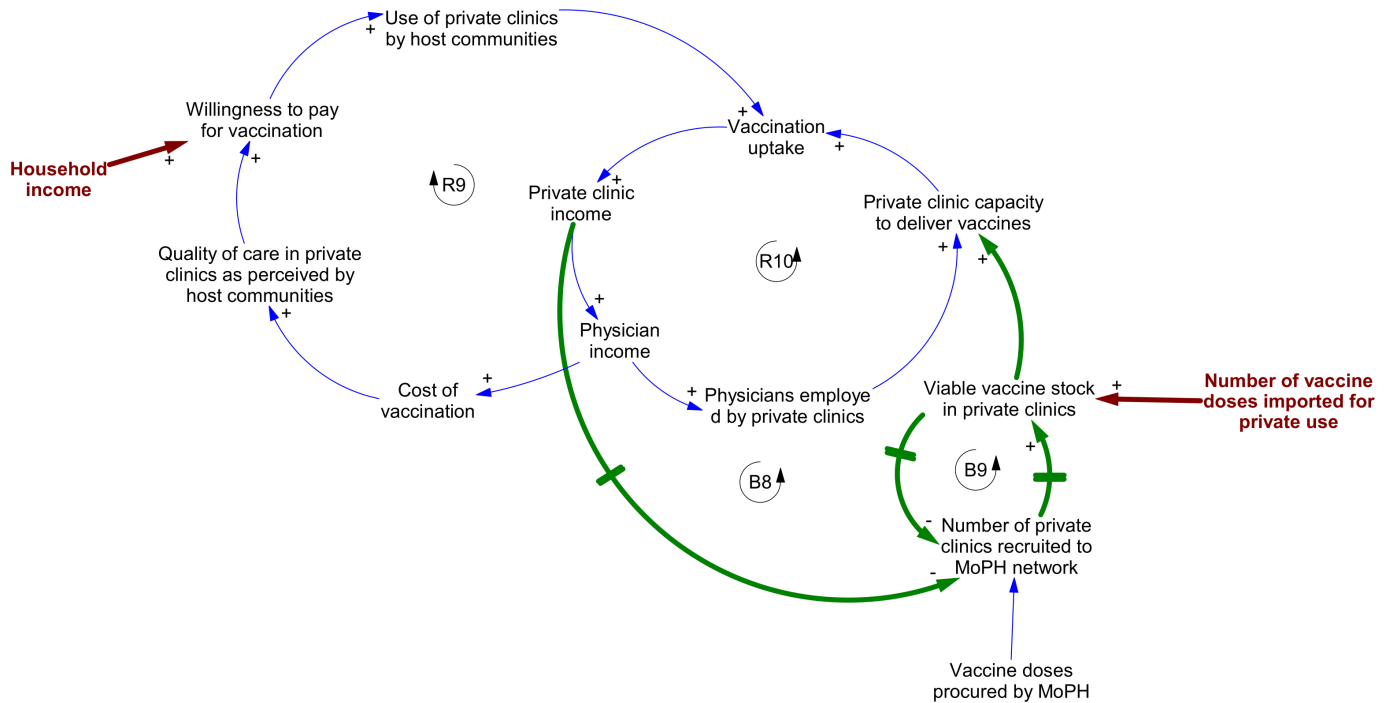 Use of private clinics
by host communities
+
Willingness to pay
for vaccination
+
Vaccination
uptake
+
+
Household
income
+
+
R9
Private clinic
income
+
Private clinic capacity
to deliver vaccines
+
+
Quality of care in private
clinics as perceived by
host communities
+
R10
+
Physician
income
Cost of
vaccination
+
+
Physicians employe
d by private clinics
Viable vaccine stock
in private clinics
+
Number of vaccine
doses imported for
private use
+
B8
B9
-
Number of private
clinics recruited to
MoPH network
-
Vaccine doses
procured by MoPH